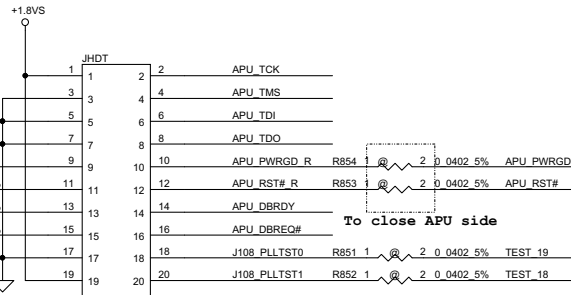 +1.8VS
JHDT
1 1 2 2 APU_TCK
3 3 4 4 APU_TMS
5 5 6 6 APU_TDI
7 7 8 8 APU_TDO
9 9 10 10 APU_PWRGD_R R854 1 @ 2 0_0402_5% APU_PWRGD
11 11 12 12 APU_RST#_R R853 1 @ 2 0_0402_5% APU_RST#
13 13 14 14 APU_DBRDY
To close APU side
15 15 16 16 APU_DBREQ#
17 17 18 18 J108_PLLTST0 R851 1 @ 2 0_0402_5% TEST_19
19 19 20 20 J108_PLLTST1 R852 1 @ 2 0_0402_5% TEST_18